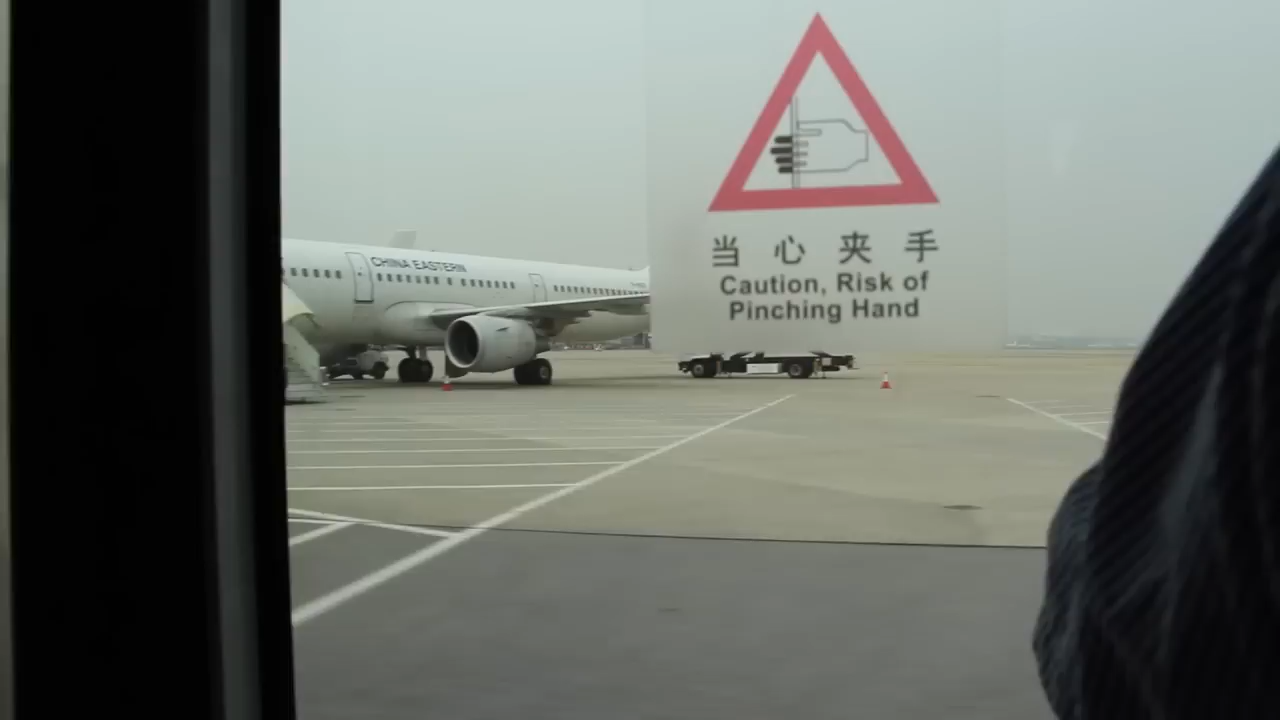 CHINA EASTERN
当心夹手
Caution, Risk of
Pinching Hand